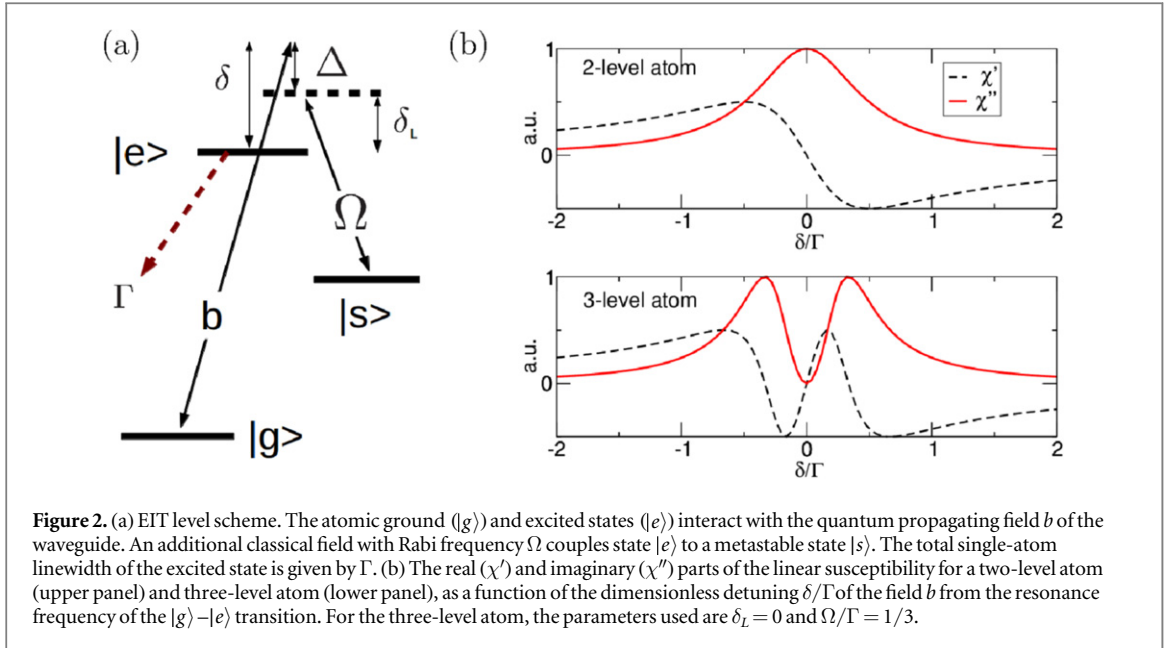 (a)
δ
Δ
δL
|e>
Ω
Γ
b
|s>
|g>
(b)
1
2-level atom
χ'
χ''
a.u.
0
-2 -1 0 1 2
δ/Γ
1
3-level atom
a.u.
0
-2 -1 0 1 2
δ/Γ
Figure 2. (a) EIT level scheme. The atomic ground (|g⟩) and excited states (|e⟩) interact with the quantum propagating field b of the
waveguide. An additional classical field with Rabi frequency Ω couples state |e⟩ to a metastable state |s⟩. The total single-atom
linewidth of the excited state is given by Γ. (b) The real (χ′) and imaginary (χ″) parts of the linear susceptibility for a two-level atom
(upper panel) and three-level atom (lower panel), as a function of the dimensionless detuning δ/Γof the field b from the resonance
frequency of the |g⟩–|e⟩ transition. For the three-level atom, the parameters used are δL = 0 and Ω/Γ = 1/3.